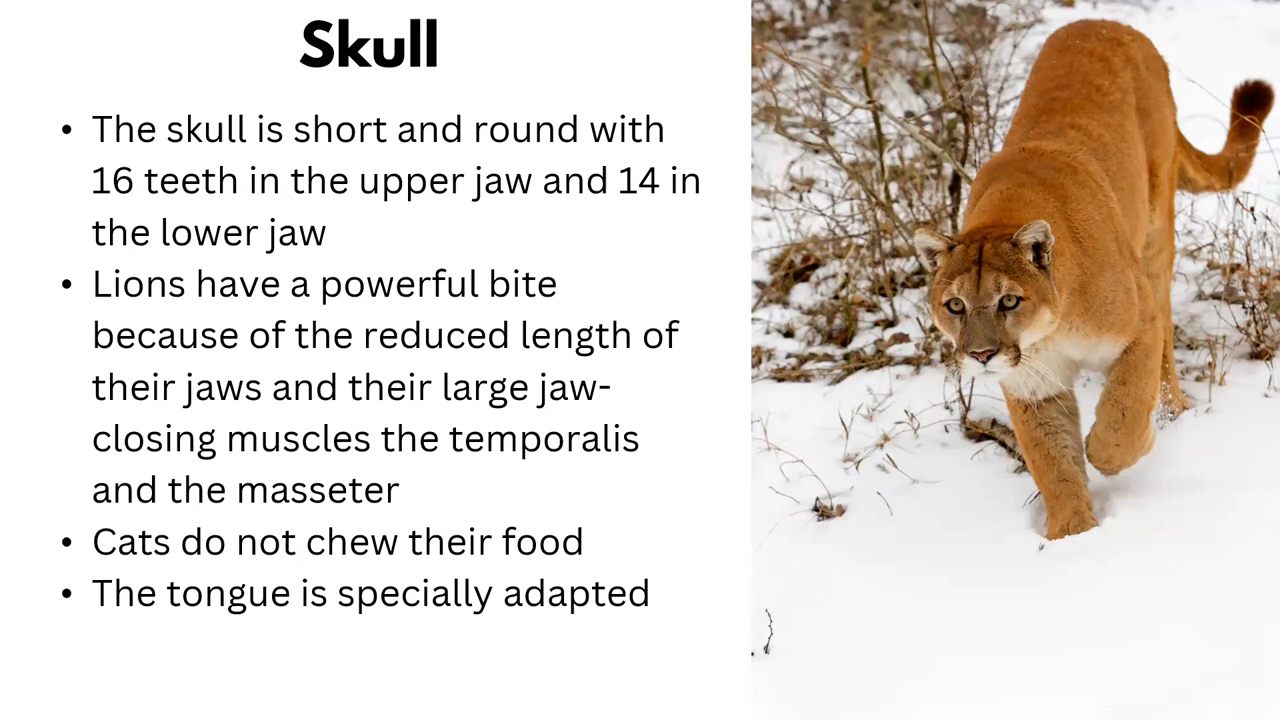 Skull
• The skull is short and round with
16 teeth in the upper jaw and 14 in
the lower jaw
• Lions have a powerful bite
because of the reduced length of
their jaws and their large jaw-
closing muscles the temporalis
and the masseter
• Cats do not chew their food
• The tongue is specially adapted